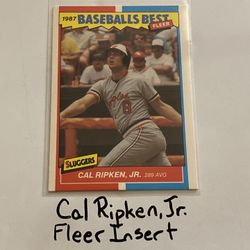 1987 BASEBALLS BEST
FLEER
SLUGGERS
CAL RIPKEN, JR. .289 AVG
Cal Ripken, Jr.
Fleer Insert